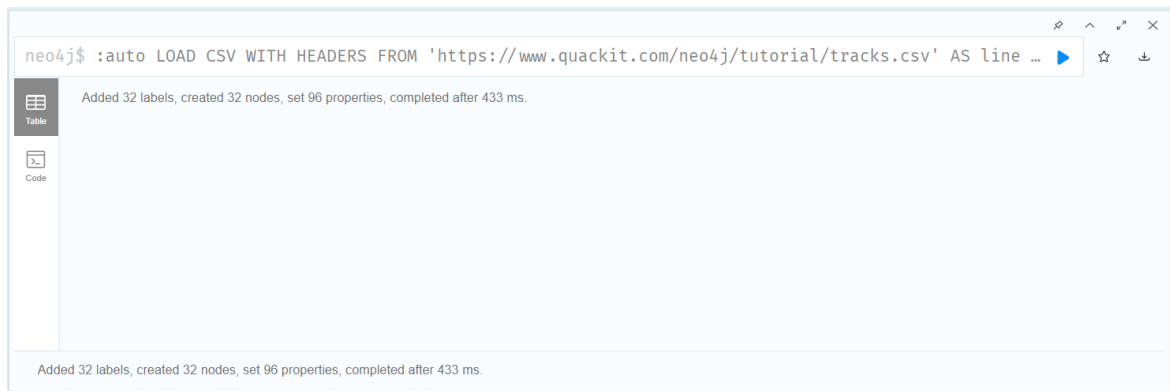 neo4j$ :auto LOAD CSV WITH HEADERS FROM 'https://www.quackit.com/neo4j/tutorial/tracks.csv' AS line …
Table
Added 32 labels, created 32 nodes, set 96 properties, completed after 433 ms.
Code
Added 32 labels, created 32 nodes, set 96 properties, completed after 433 ms.